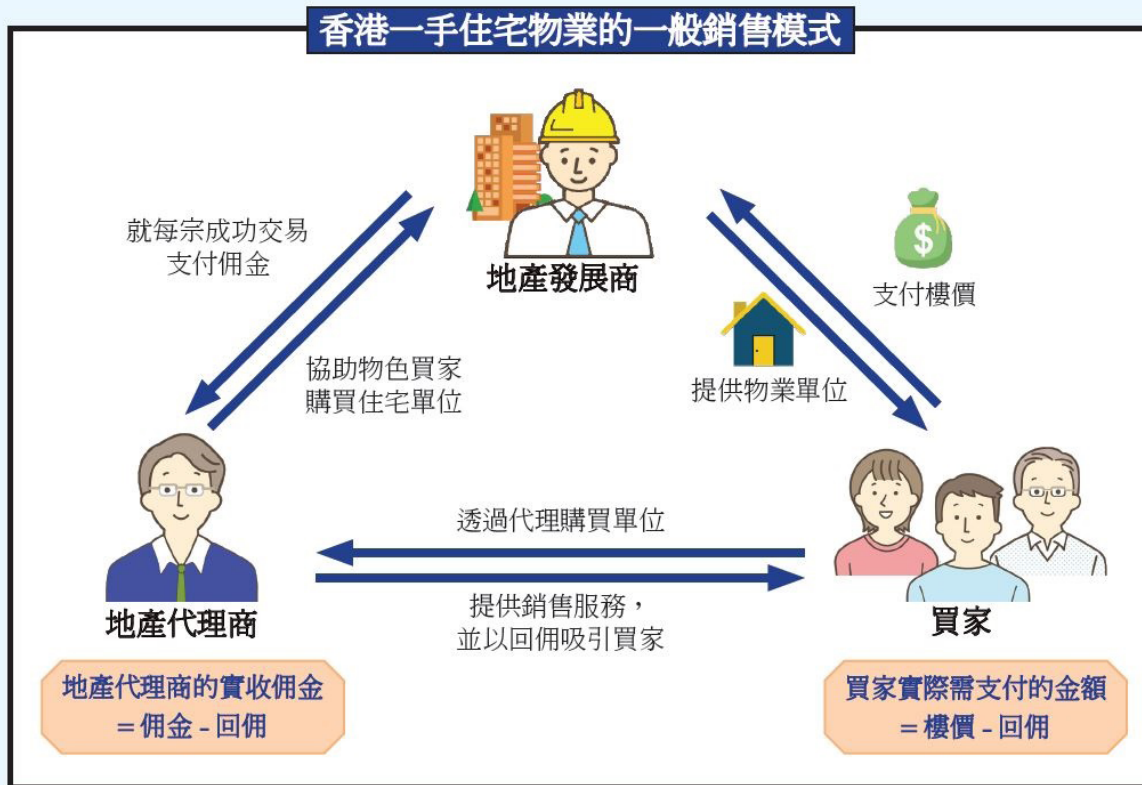 香港一手住宅物業的一般銷售模式
就每宗成功交易
支付佣金
地產發展商
$
支付樓價
協助物色買家
購買住宅單位
提供物業單位
透過代理購買單位
提供銷售服務，
並以回佣吸引買家
地產代理商
買家
地產代理商的實收佣金
= 佣金 - 回佣
買家實際需支付的金額
= 樓價 - 回佣